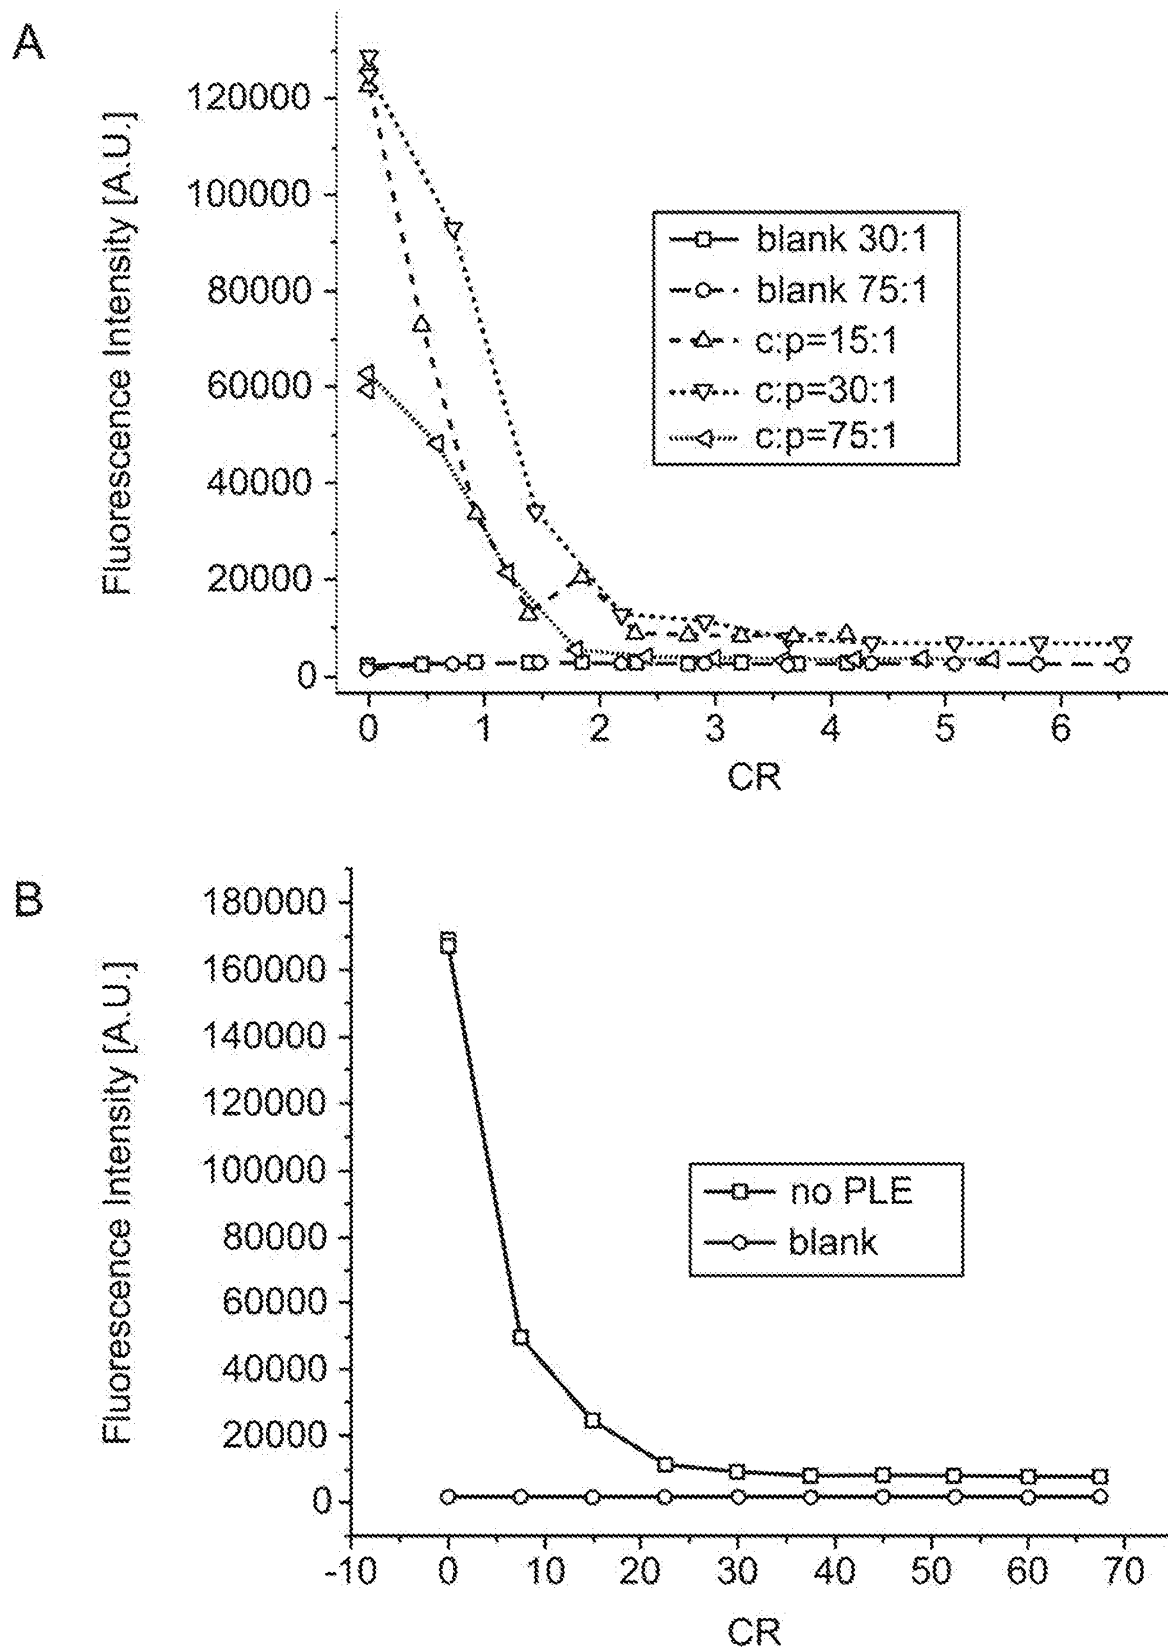 A
Fluorescence Intensity [A.U.]
120000
100000
80000
60000
40000
20000
0
blank 30:1
blank 75:1
c:p=15:1
c:p=30:1
c:p=75:1
0 1 2 3 4 5 6
CR
B
Fluorescence Intensity [A.U.]
180000
160000
140000
120000
100000
80000
60000
40000
20000
0
no PLE
blank
-10 0 10 20 30 40 50 60 70
CR